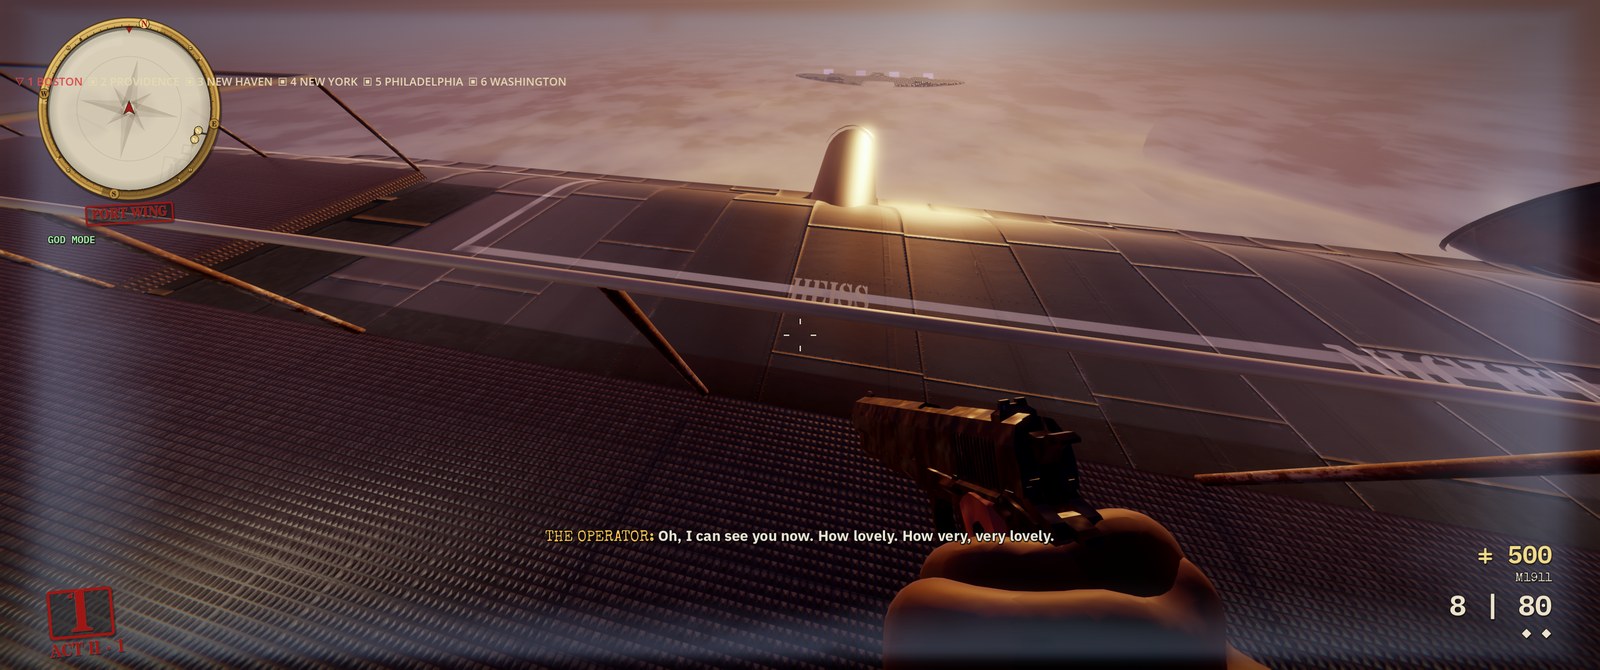 N
▽ 1 BOSTON ▣ 2 PROVIDENCE ▣ 3 NEW HAVEN ▣ 4 NEW YORK ▣ 5 PHILADELPHIA ▣ 6 WASHINGTON
W
E
S
PORT WING
GOD MODE
HEISS
THE OPERATOR: Oh, I can see you now. How lovely. How very, very lovely.
ǂ 500
M1911
8 | 80
I
ACT II · 1